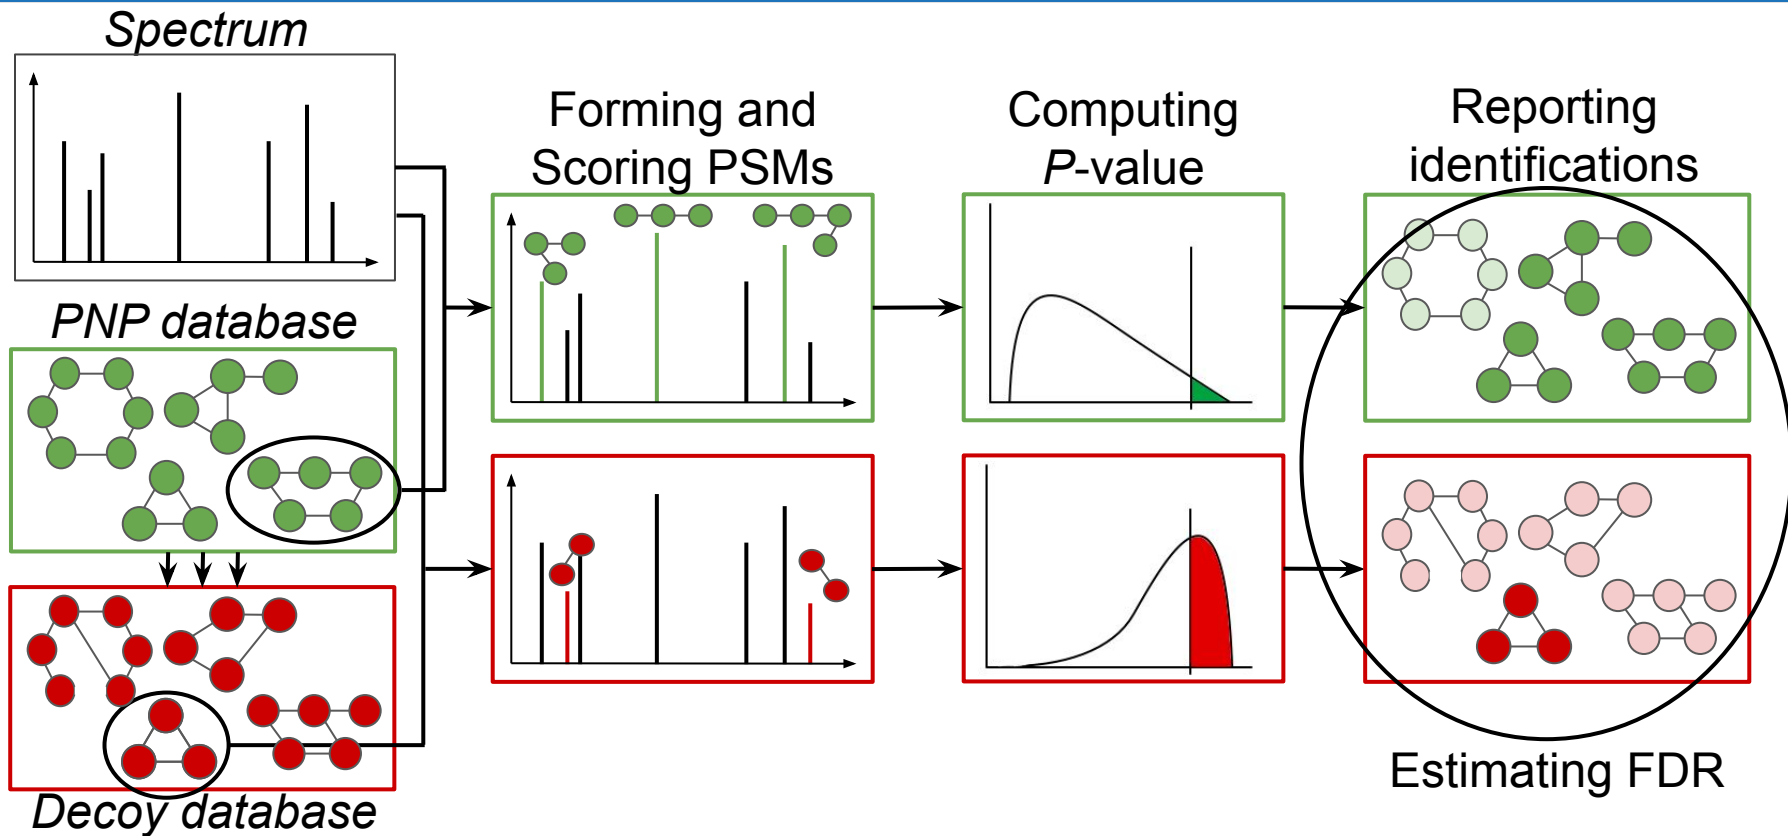 Spectrum
PNP database
Decoy database
Forming and
Scoring PSMs
Computing
P-value
Reporting
identifications
Estimating FDR